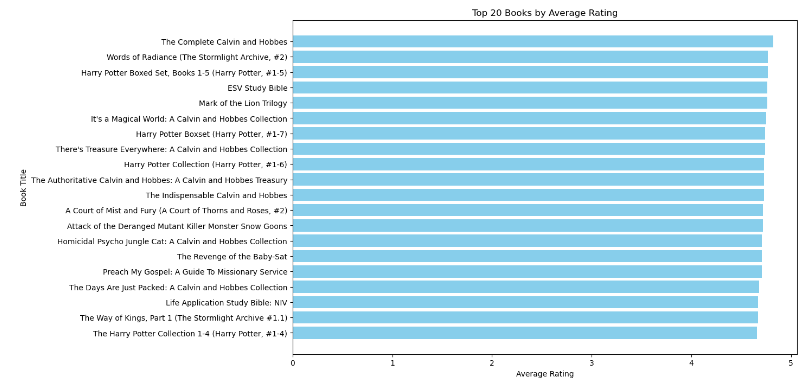 Top 20 Books by Average Rating
The Complete Calvin and Hobbes
Words of Radiance (The Stormlight Archive, #2)
Harry Potter Boxed Set, Books 1-5 (Harry Potter, #1-5)
ESV Study Bible
Mark of the Lion Trilogy
It's a Magical World: A Calvin and Hobbes Collection
Harry Potter Boxset (Harry Potter, #1-7)
There's Treasure Everywhere: A Calvin and Hobbes Collection
Harry Potter Collection (Harry Potter, #1-6)
The Authoritative Calvin and Hobbes: A Calvin and Hobbes Treasury
The Indispensable Calvin and Hobbes
A Court of Mist and Fury (A Court of Thorns and Roses, #2)
Attack of the Deranged Mutant Killer Monster Snow Goons
Homicidal Psycho Jungle Cat: A Calvin and Hobbes Collection
The Revenge of the Baby-Sat
Preach My Gospel: A Guide To Missionary Service
The Days Are Just Packed: A Calvin and Hobbes Collection
Life Application Study Bible: NIV
The Way of Kings, Part 1 (The Stormlight Archive #1.1)
The Harry Potter Collection 1-4 (Harry Potter, #1-4)
Book Title
0 1 2 3 4 5
Average Rating